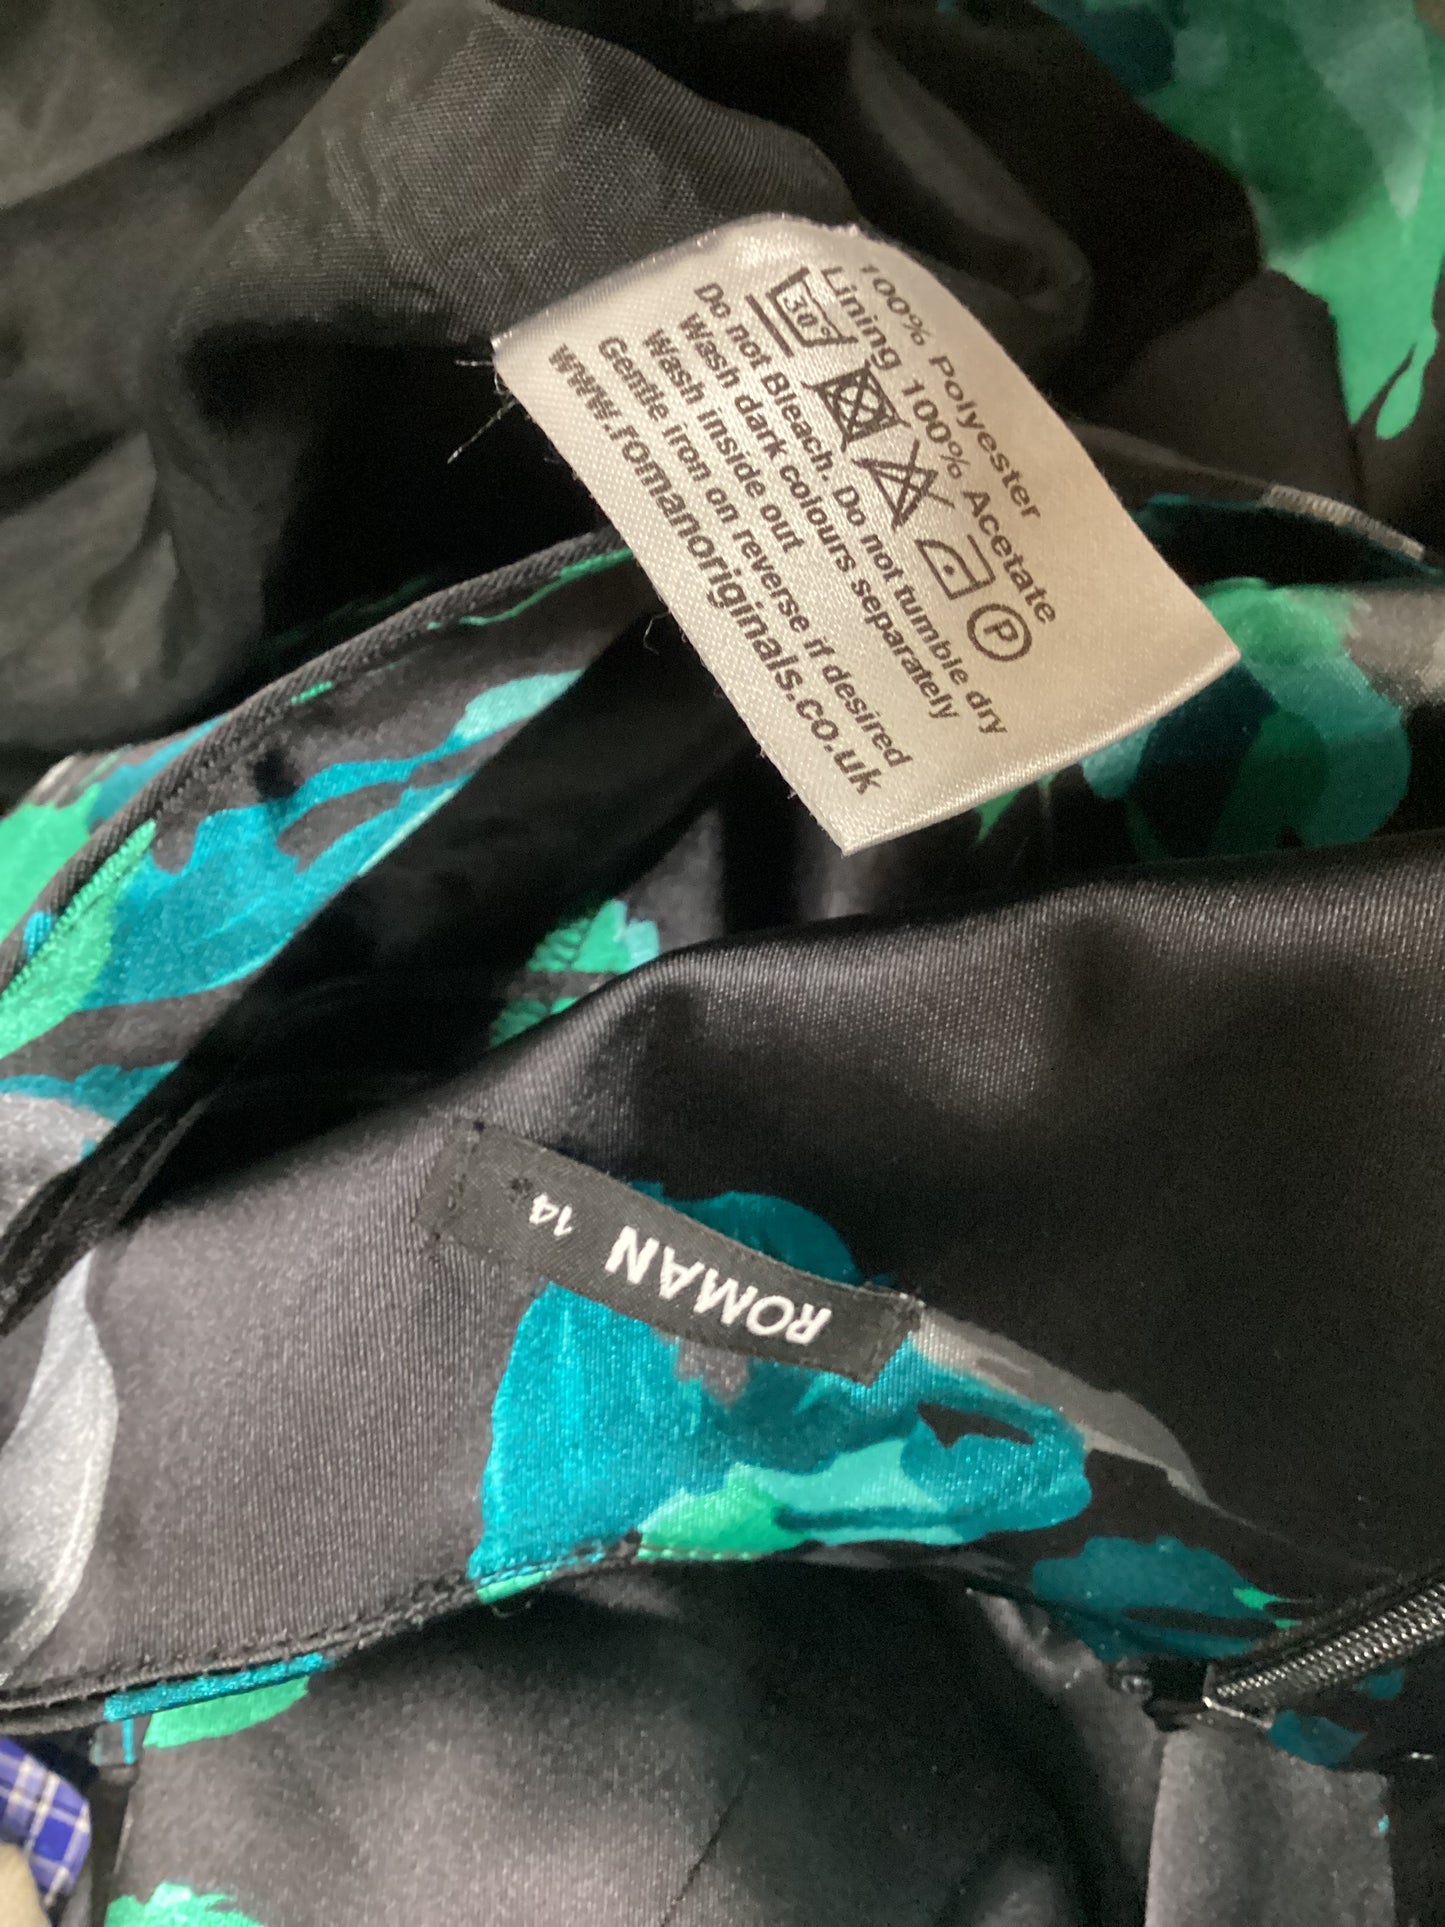 100% Polyester
Lining 100% Acetate
30°
P
Do not Bleach. Do not tumble dry
Wash dark colours separately
Wash inside out
Gentle iron on reverse if desired
www.romanoriginals.co.uk
ROMAN 14